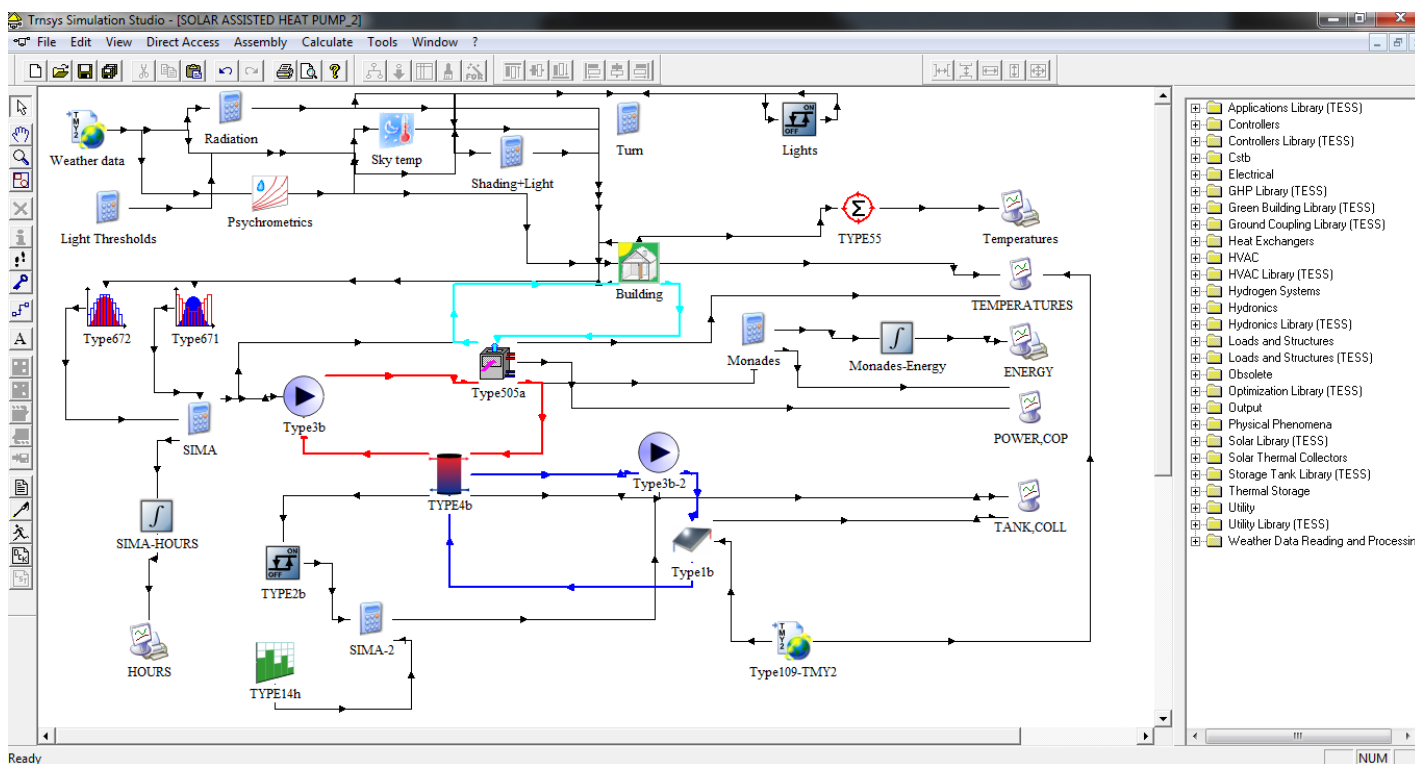 Trnsys Simulation Studio - [SOLAR ASSISTED HEAT PUMP_2]
File Edit View Direct Access Assembly Calculate Tools Window ?
Weather data
Radiation
Sky temp
Shading+Light
Turn
Lights
Light Thresholds
Psychrometrics
TYPE55
Temperatures
Building
TEMPERATURES
Type672
Type671
Type505a
Monades
Monades-Energy
ENERGY
SIMA
Type3b
POWER,COP
TYPE4b
Type3b-2
TANK,COLL
SIMA-HOURS
Type1b
TYPE2b
SIMA-2
HOURS
TYPE14h
Type109-TMY2
Applications Library (TESS)
Controllers
Controllers Library (TESS)
Cstb
Electrical
GHP Library (TESS)
Green Building Library (TESS)
Ground Coupling Library (TESS)
Heat Exchangers
HVAC
HVAC Library (TESS)
Hydrogen Systems
Hydronics
Hydronics Library (TESS)
Loads and Structures
Loads and Structures (TESS)
Obsolete
Optimization Library (TESS)
Output
Physical Phenomena
Solar Library (TESS)
Solar Thermal Collectors
Storage Tank Library (TESS)
Thermal Storage
Utility
Utility Library (TESS)
Weather Data Reading and Processin
Ready
NUM